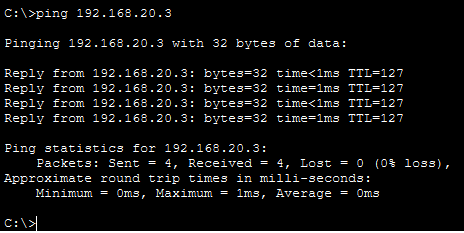 C:\>ping 192.168.20.3
Pinging 192.168.20.3 with 32 bytes of data:
Reply from 192.168.20.3: bytes=32 time<1ms TTL=127
Reply from 192.168.20.3: bytes=32 time=1ms TTL=127
Reply from 192.168.20.3: bytes=32 time<1ms TTL=127
Reply from 192.168.20.3: bytes=32 time=1ms TTL=127
Ping statistics for 192.168.20.3:
    Packets: Sent = 4, Received = 4, Lost = 0 (0% loss),
Approximate round trip times in milli-seconds:
    Minimum = 0ms, Maximum = 1ms, Average = 0ms
C:\>